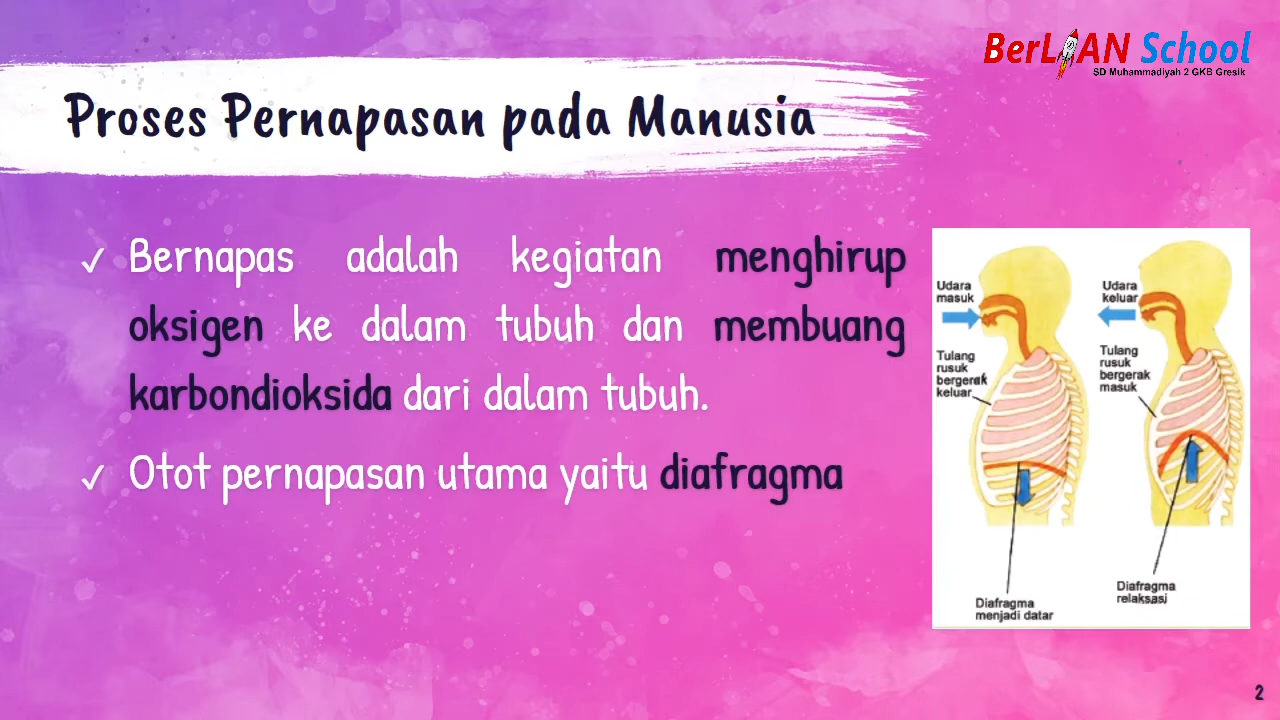 BerLIAN School
SD Muhammadiyah 2 GKB Gresik
Proses Pernapasan pada Manusia
✓ Bernapas adalah kegiatan menghirup
oksigen ke dalam tubuh dan membuang
karbondioksida dari dalam tubuh.
✓ Otot pernapasan utama yaitu diafragma
Udara
masuk
Tulang
rusuk
bergerak
keluar
Diafragma
menjadi datar
Udara
keluar
Tulang
rusuk
bergerak
masuk
Diafragma
relaksasi
2